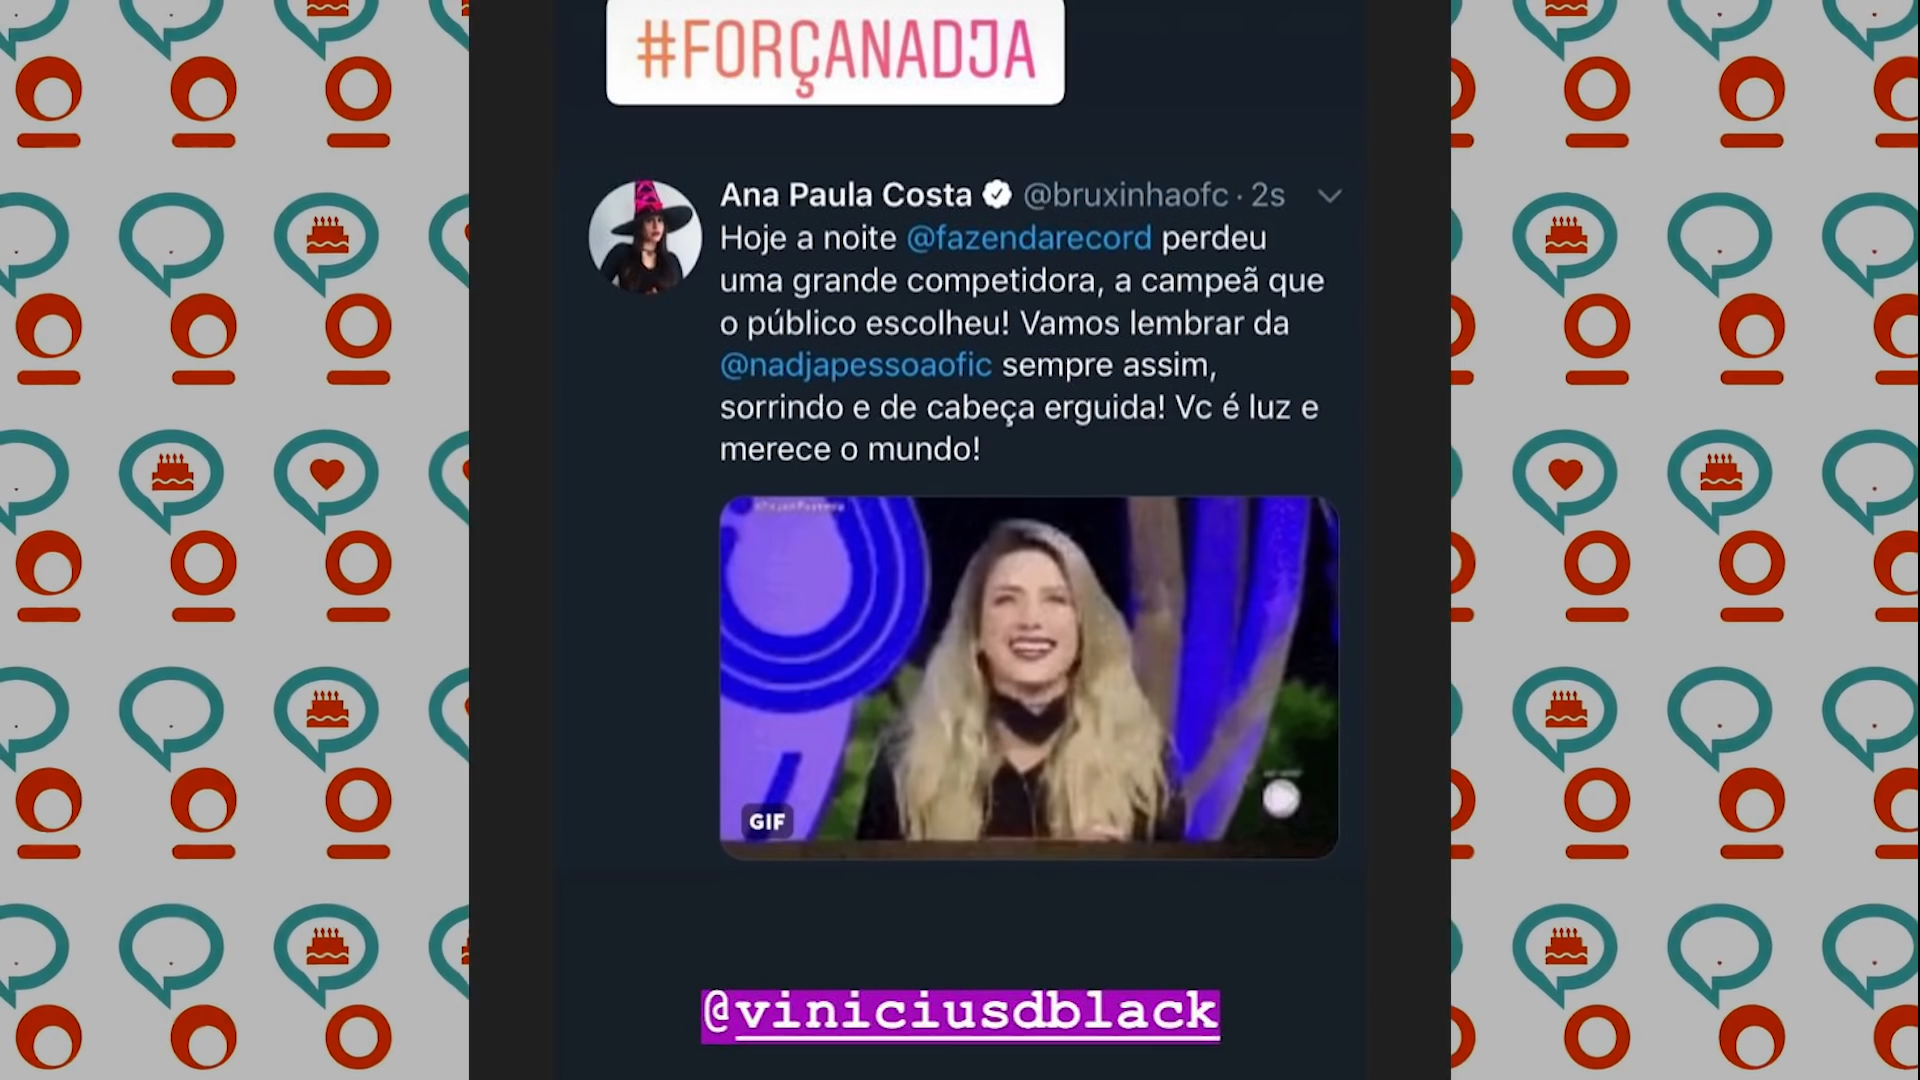 #FORÇANADJA
Ana Paula Costa @bruxinhaofc · 2s
Hoje a noite @fazendarecord perdeu
uma grande competidora, a campeã que
o público escolheu! Vamos lembrar da
@nadjapessoaofic sempre assim,
sorrindo e de cabeça erguida! Vc é luz e
merece o mundo!
GIF
@viniciusdblack